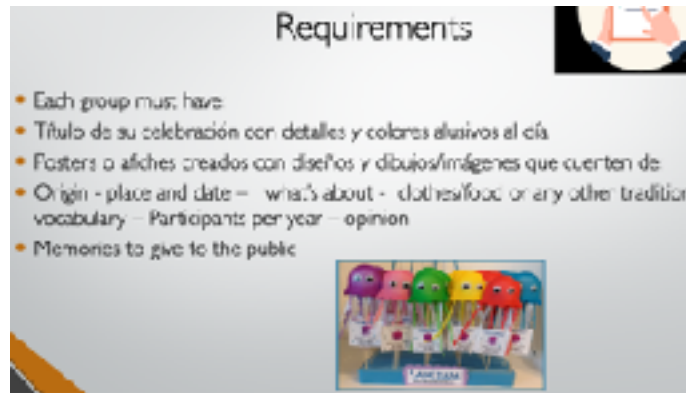 Requirements
Each group must have
Título de su celebración con detalles y colores alusivos al día
Posters o afiches creados con diseños y dibujos/imágenes que cuenten de
Origin - place and date – what's about - clothes/food or any other tradition
vocabulary – Participants per year – opinion
Memories to give to the public